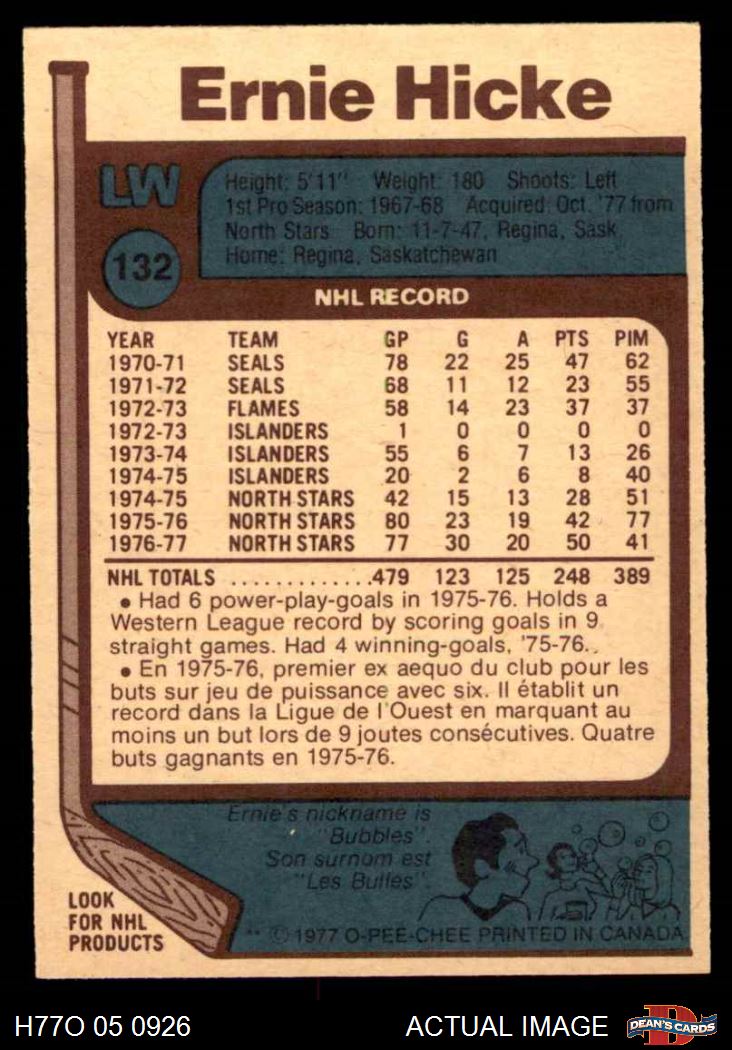 Ernie Hicke
LW
132
Height: 5'11" Weight: 180 Shoots: Left
1st Pro Season: 1967-68 Acquired: Oct. '77 from
North Stars Born: 11-7-47, Regina, Sask.
Home: Regina, Saskatchewan
NHL RECORD
YEAR TEAM GP G A PTS PIM
1970-71 SEALS 78 22 25 47 62
1971-72 SEALS 68 11 12 23 55
1972-73 FLAMES 58 14 23 37 37
1972-73 ISLANDERS 1 0 0 0 0
1973-74 ISLANDERS 55 6 7 13 26
1974-75 ISLANDERS 20 2 6 8 40
1974-75 NORTH STARS 42 15 13 28 51
1975-76 NORTH STARS 80 23 19 42 77
1976-77 NORTH STARS 77 30 20 50 41
NHL TOTALS .............479 123 125 248 389
● Had 6 power-play-goals in 1975-76. Holds a
Western League record by scoring goals in 9
straight games. Had 4 winning-goals, '75-76.
● En 1975-76, premier ex aequo du club pour les
buts sur jeu de puissance avec six. Il établit un
record dans la Ligue de l'Ouest en marquant au
moins un but lors de 9 joutes consécutives. Quatre
buts gagnants en 1975-76.
Ernie's nickname is
"Bubbles".
Son surnom est
"Les Bulles".
LOOK
FOR NHL
PRODUCTS
** © 1977 O-PEE-CHEE PRINTED IN CANADA
H77O 05 0926 ACTUAL IMAGE
D
DEAN'S CARDS